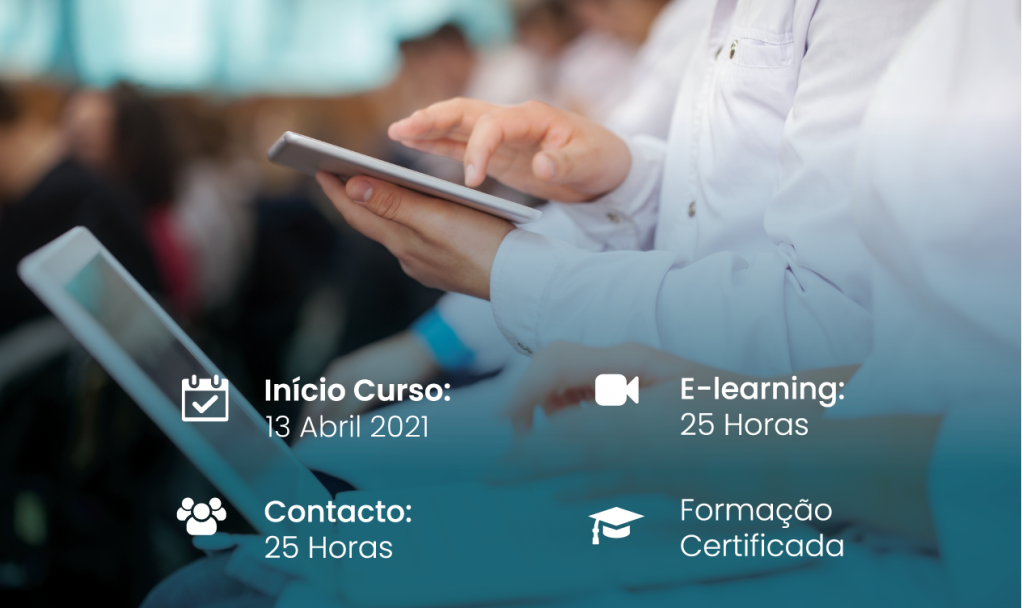 Início Curso:
13 Abril 2021
E-learning:
25 Horas
Contacto:
25 Horas
Formação
Certificada